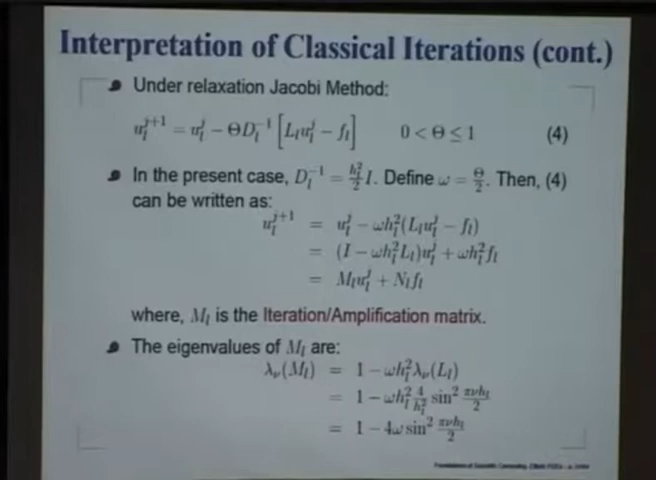 Interpretation of Classical Iterations (cont.)
Under relaxation Jacobi Method:
u_l^{j+1} = u_l^j − ΘD_l^{−1} [L_l u_l^j − f_l]   0 < Θ ≤ 1   (4)
In the present case, D_l^{−1} = h_l^2/2 I. Define ω = Θ/2. Then, (4)
can be written as:
u_l^{j+1} = u_l^j − ωh_l^2(L_l u_l^j − f_l)
= (I − ωh_l^2 L_l)u_l^j + ωh_l^2 f_l
= M_l u_l^j + N_l f_l
where, M_l is the Iteration/Amplification matrix.
The eigenvalues of M_l are:
λ_ν(M_l) = 1 − ωh_l^2 λ_ν(L_l)
= 1 − ωh_l^2 4/h_l^2 sin^2 πνh_l/2
= 1 − 4ω sin^2 πνh_l/2